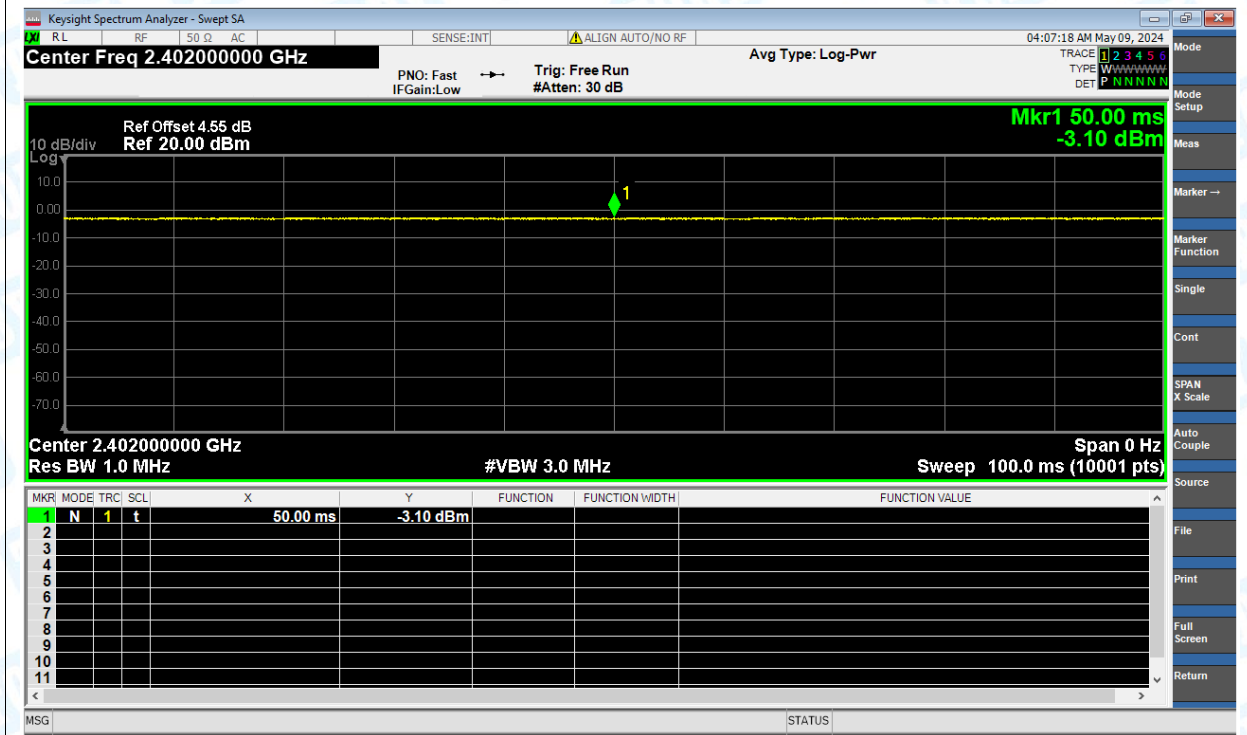 Keysight Spectrum Analyzer - Swept SA
LXI RL RF 50 Ω AC SENSE:INT ALIGN AUTO/NO RF 04:07:18 AM May 09, 2024
Center Freq 2.402000000 GHz
PNO: Fast
IFGain:Low
Trig: Free Run
#Atten: 30 dB
Avg Type: Log-Pwr
TRACE 1 2 3 4 5 6
TYPE WWWWWW
DET P N N N N N
Mkr1 50.00 ms
-3.10 dBm
Ref Offset 4.55 dB
10 dB/div Ref 20.00 dBm
Log
10.0
1
0.00
-10.0
-20.0
-30.0
-40.0
-50.0
-60.0
-70.0
Center 2.402000000 GHz Span 0 Hz
Res BW 1.0 MHz #VBW 3.0 MHz Sweep 100.0 ms (10001 pts)
MKR MODE TRC SCL X Y FUNCTION FUNCTION WIDTH FUNCTION VALUE
1 N 1 t 50.00 ms -3.10 dBm
2
3
4
5
6
7
8
9
10
11
MSG STATUS
Mode
Mode
Setup
Meas
Marker →
Marker
Function
Single
Cont
SPAN
X Scale
Auto
Couple
Source
File
Print
Full
Screen
Return